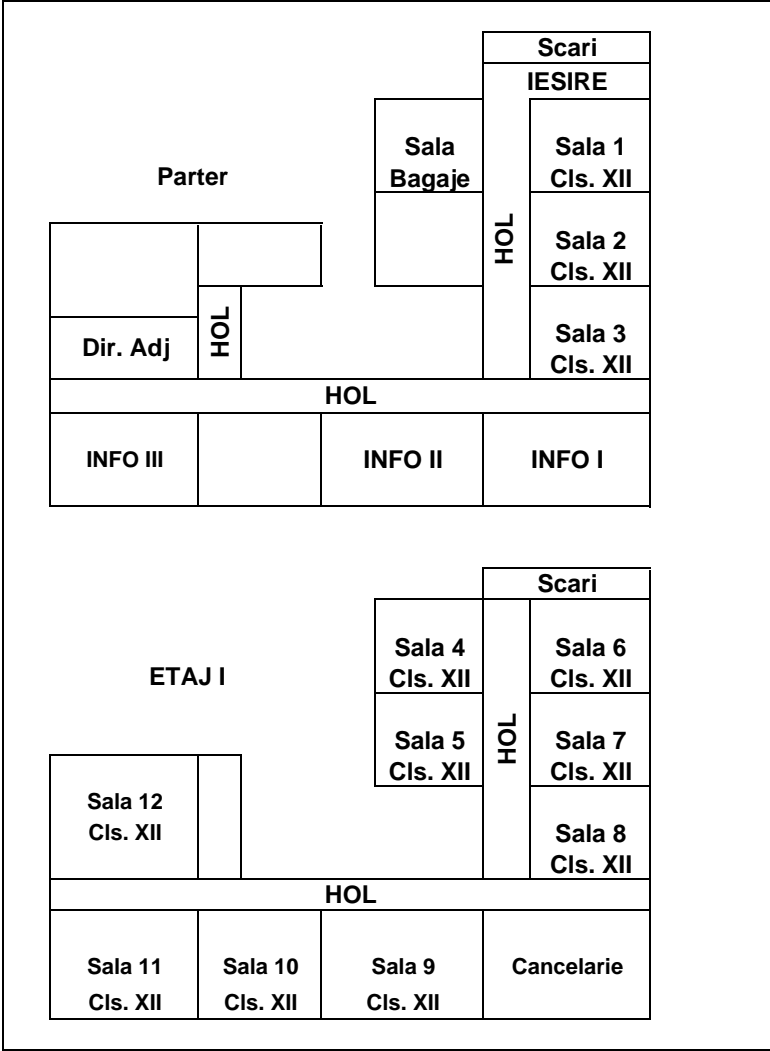 Scari
IESIRE
Sala
Bagaje
Sala 1
Cls. XII
Parter
HOL
Sala 2
Cls. XII
Dir. Adj
HOL
Sala 3
Cls. XII
HOL
INFO III
INFO II
INFO I
Scari
ETAJ I
Sala 4
Cls. XII
Sala 6
Cls. XII
Sala 5
Cls. XII
HOL
Sala 7
Cls. XII
Sala 12
Cls. XII
Sala 8
Cls. XII
HOL
Sala 11
Cls. XII
Sala 10
Cls. XII
Sala 9
Cls. XII
Cancelarie